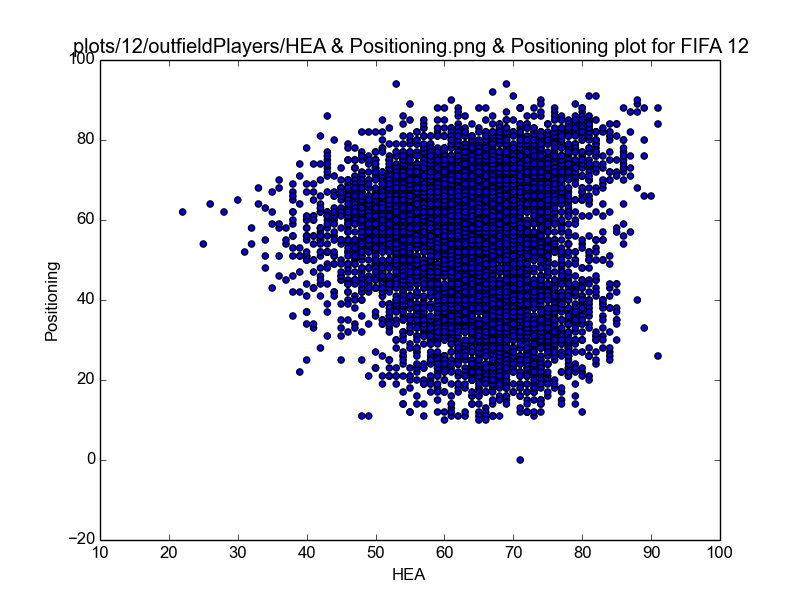 plots/12/outfieldPlayers/HEA & Positioning.png & Positioning plot for FIFA 12
100
80
60
40
20
0
−20
Positioning
10 20 30 40 50 60 70 80 90 100
HEA